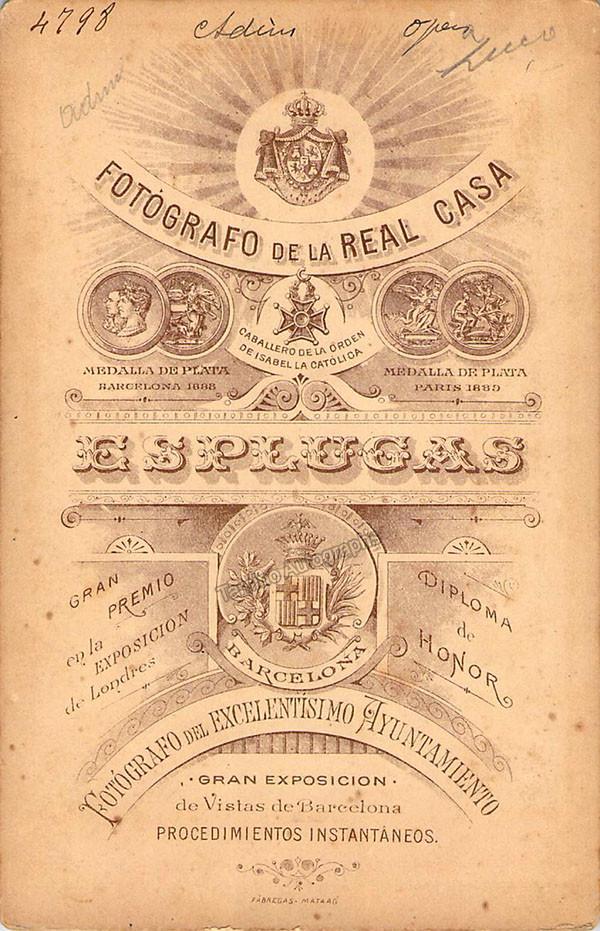 4798 Adini opera
FOTÓGRAFO DE LA REAL CASA
CABALLERO DE LA ORDEN
DE ISABEL LA CATÓLICA
MEDALLA DE PLATA
BARCELONA 1888
MEDALLA DE PLATA
PARIS 1889
ESPLUGAS
GRAN
PREMIO
en la
EXPOSICION
de Londres
BARCELONA
DIPLOMA
de
HONOR
FOTÓGRAFO DEL EXCELENTÍSIMO AYUNTAMIENTO
GRAN EXPOSICION
de Vistas de Barcelona
PROCEDIMIENTOS INSTANTÁNEOS.
FÁBREGAS-MATARÓ